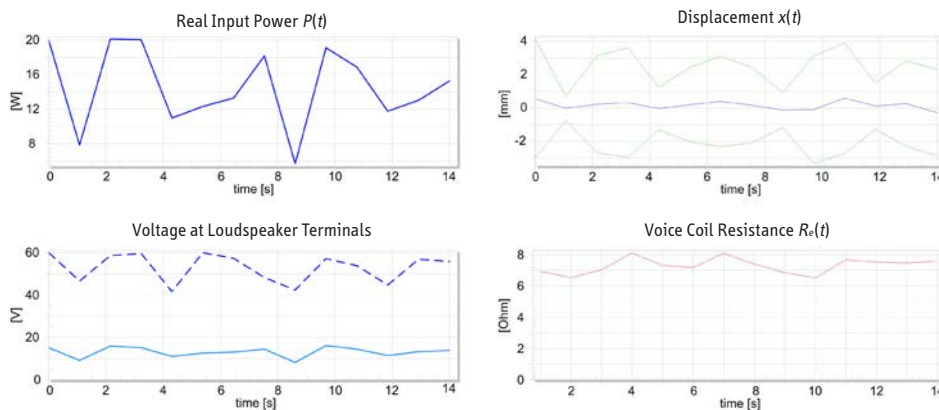 Real Input Power P(t)
20
16
12
8
[W]
0 2 4 6 8 10 12 14
time [s]
Displacement x(t)
4
2
0
-2
[mm]
0 2 4 6 8 10 12 14
time [s]
Voltage at Loudspeaker Terminals
60
40
20
0
[V]
0 2 4 6 8 10 12 14
time [s]
Voice Coil Resistance Rₑ(t)
8
6
4
2
0
[Ohm]
2 4 6 8 10 12 14
time [s]